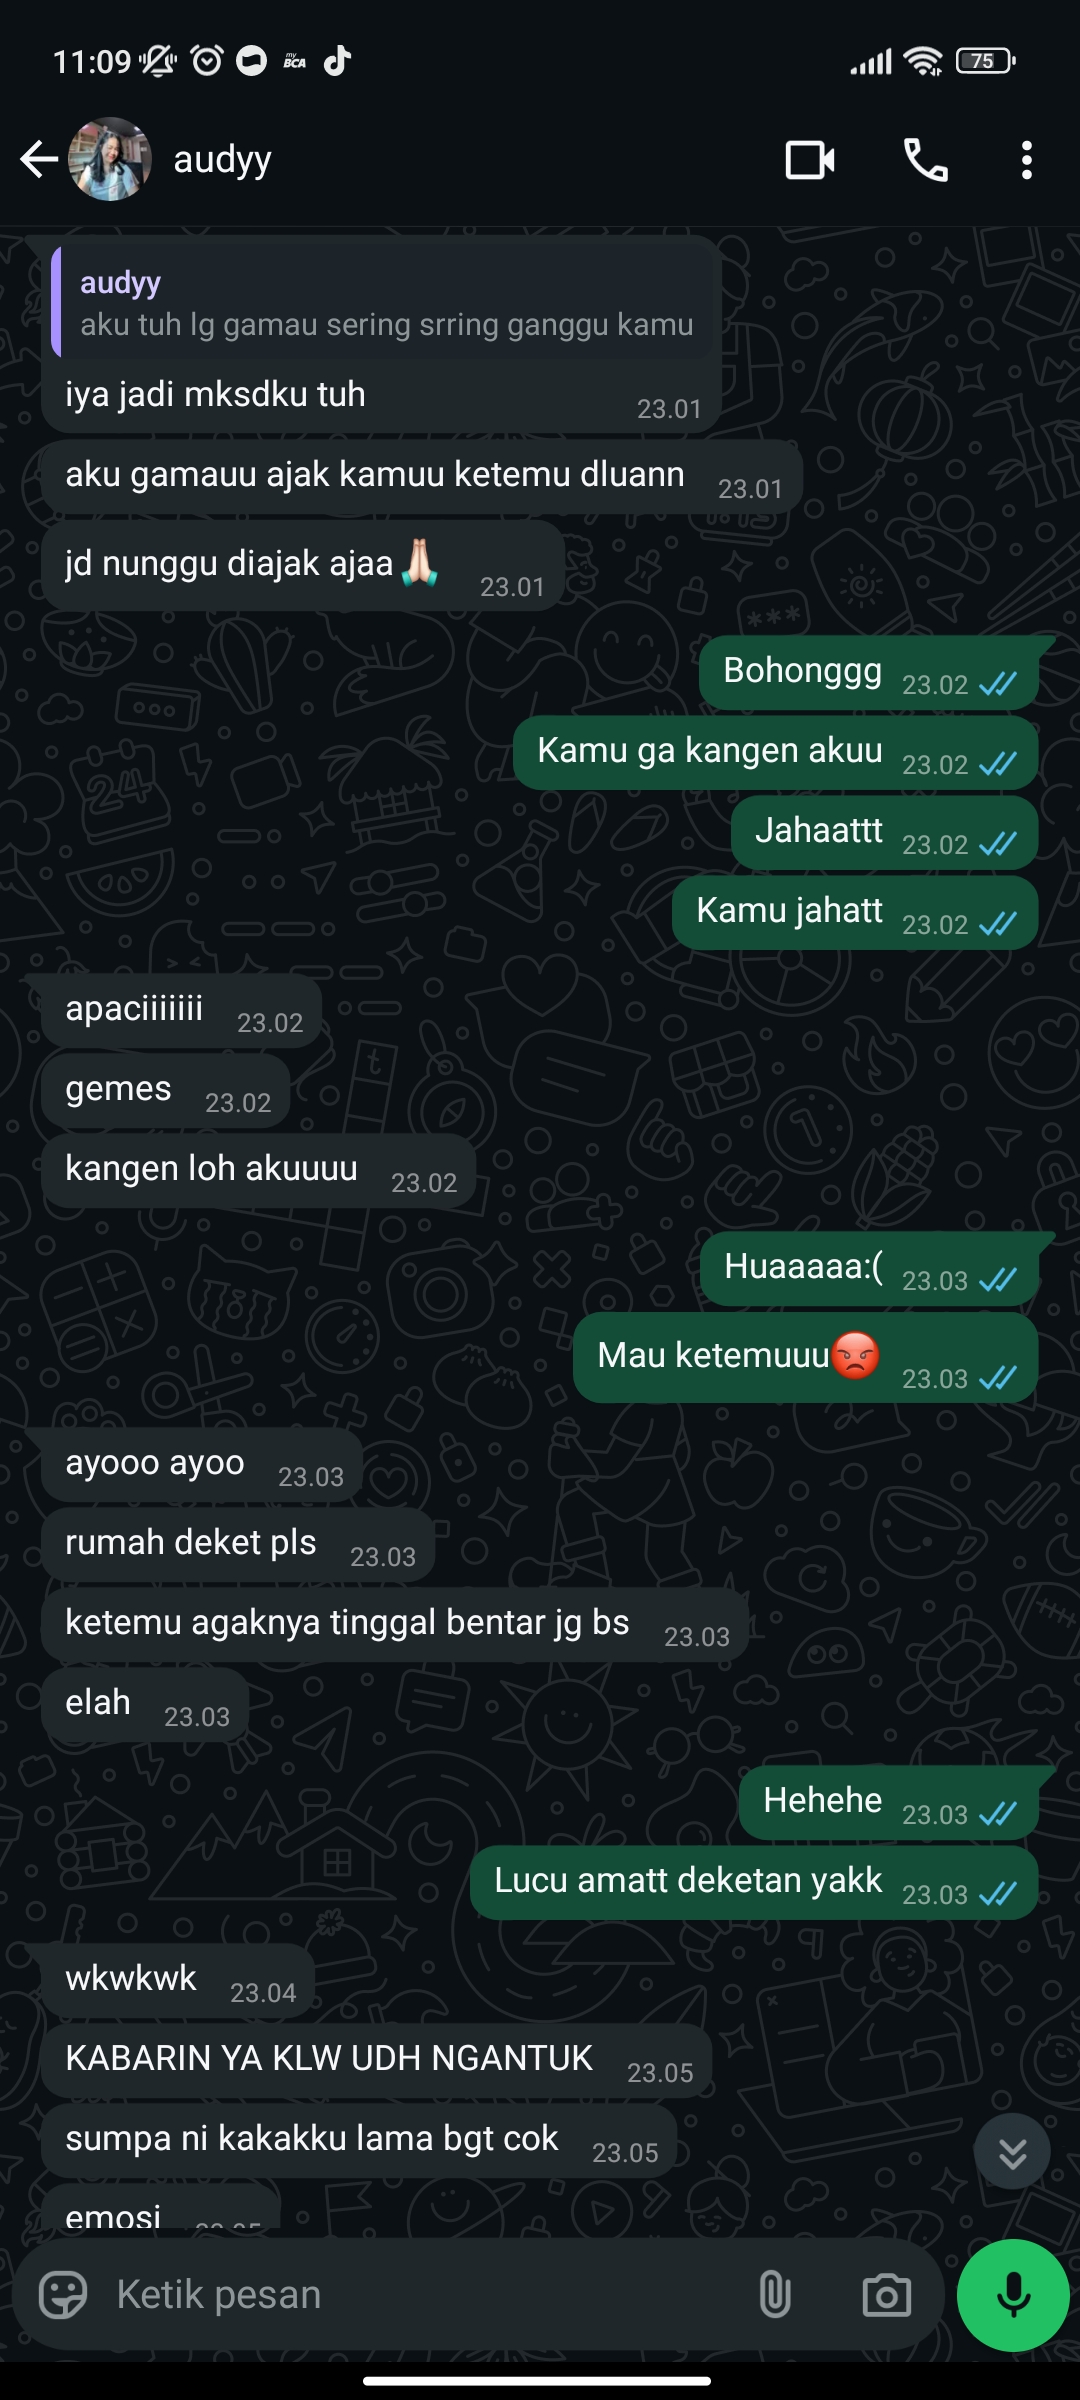 11:09
my
BCA
75
audyy
audyy
aku tuh lg gamau sering srring ganggu kamu
iya jadi mksdku tuh 23.01
aku gamauu ajak kamuu ketemu dluann 23.01
jd nunggu diajak ajaa🙏🏻 23.01
Bohonggg 23.02
Kamu ga kangen akuu 23.02
Jahaattt 23.02
Kamu jahatt 23.02
apaciiiiiii 23.02
gemes 23.02
kangen loh akuuuu 23.02
Huaaaaa:( 23.03
Mau ketemuuu😡 23.03
ayooo ayoo 23.03
rumah deket pls 23.03
ketemu agaknya tinggal bentar jg bs 23.03
elah 23.03
Hehehe 23.03
Lucu amatt deketan yakk 23.03
wkwkwk 23.04
KABARIN YA KLW UDH NGANTUK 23.05
sumpa ni kakakku lama bgt cok 23.05
emosi 23.05
Ketik pesan